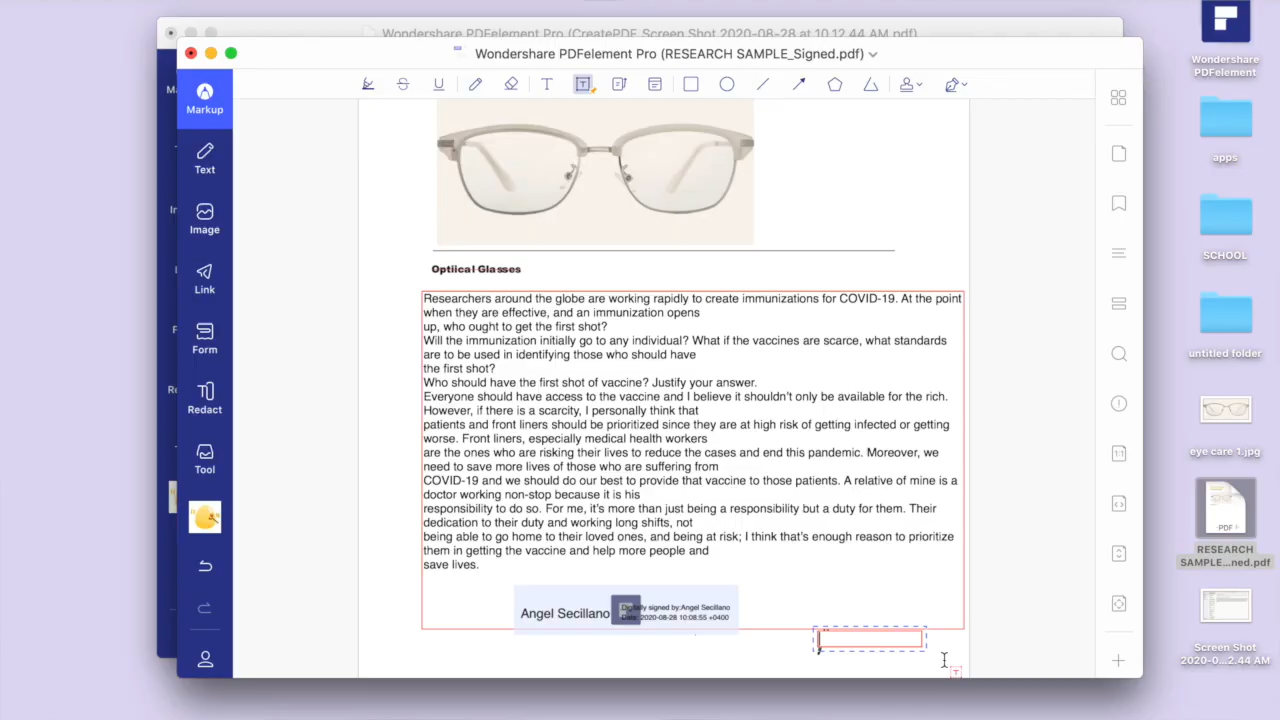 Wondershare PDFelement Pro (CreatePDF Screen Shot 2020-08-28 at 10.12.44 AM.pdf)
Wondershare PDFelement Pro (RESEARCH SAMPLE_Signed.pdf)
Markup
Text
Image
Link
Form
Redact
Tool
Optiical Glasses
Researchers around the globe are working rapidly to create immunizations for COVID-19. At the point
when they are effective, and an immunization opens
up, who ought to get the first shot?
Will the immunization initially go to any individual? What if the vaccines are scarce, what standards
are to be used in identifying those who should have
the first shot?
Who should have the first shot of vaccine? Justify your answer.
Everyone should have access to the vaccine and I believe it shouldn't only be available for the rich.
However, if there is a scarcity, I personally think that
patients and front liners should be prioritized since they are at high risk of getting infected or getting
worse. Front liners, especially medical health workers
are the ones who are risking their lives to reduce the cases and end this pandemic. Moreover, we
need to save more lives of those who are suffering from
COVID-19 and we should do our best to provide that vaccine to those patients. A relative of mine is a
doctor working non-stop because it is his
responsibility to do so. For me, it's more than just being a responsibility but a duty for them. Their
dedication to their duty and working long shifts, not
being able to go home to their loved ones, and being at risk; I think that's enough reason to prioritize
them in getting the vaccine and help more people and
save lives.
Angel Secillano
Digitally signed by:Angel Secillano
Date: 2020-08-28 10:08:55 +0400
Wondershare
PDFelement
apps
SCHOOL
untitled folder
eye care 1.jpg
PDF
RESEARCH
SAMPLE...ned.pdf
Screen Shot
2020-0...2.44 AM